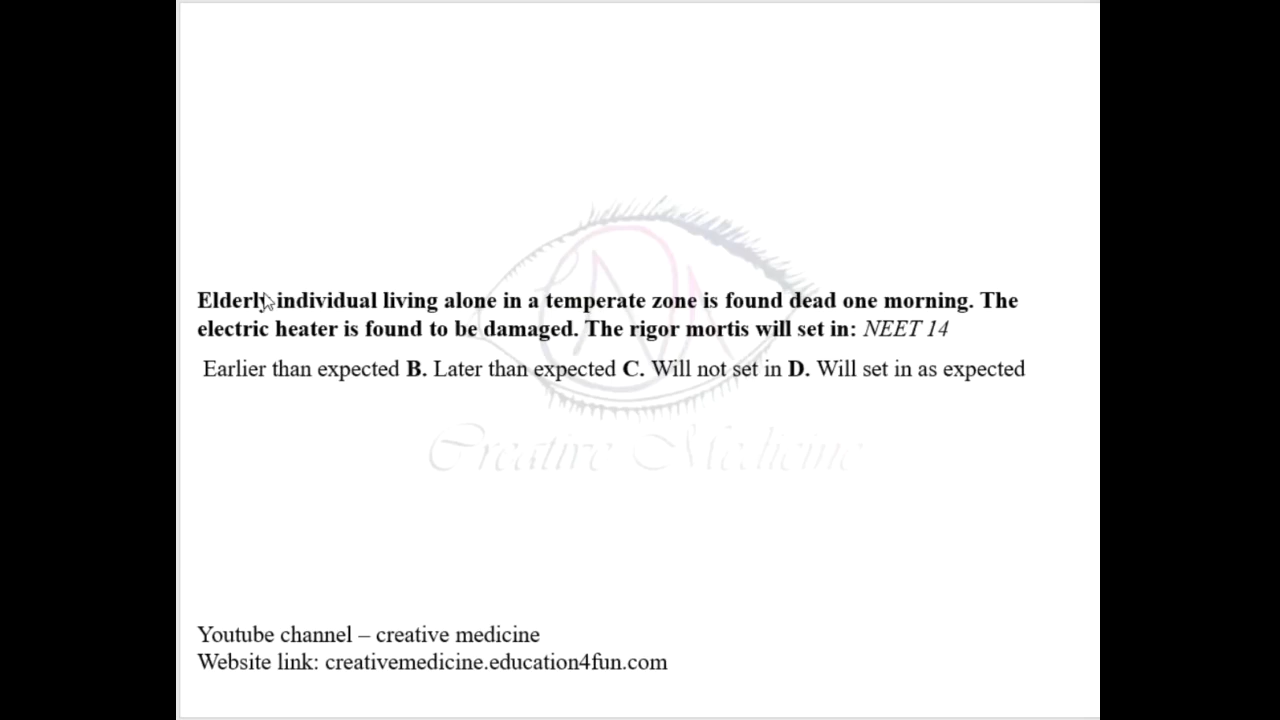 Elderly individual living alone in a temperate zone is found dead one morning. The
electric heater is found to be damaged. The rigor mortis will set in: NEET 14
Earlier than expected B. Later than expected C. Will not set in D. Will set in as expected
Creative Medicine
Youtube channel – creative medicine
Website link: creativemedicine.education4fun.com